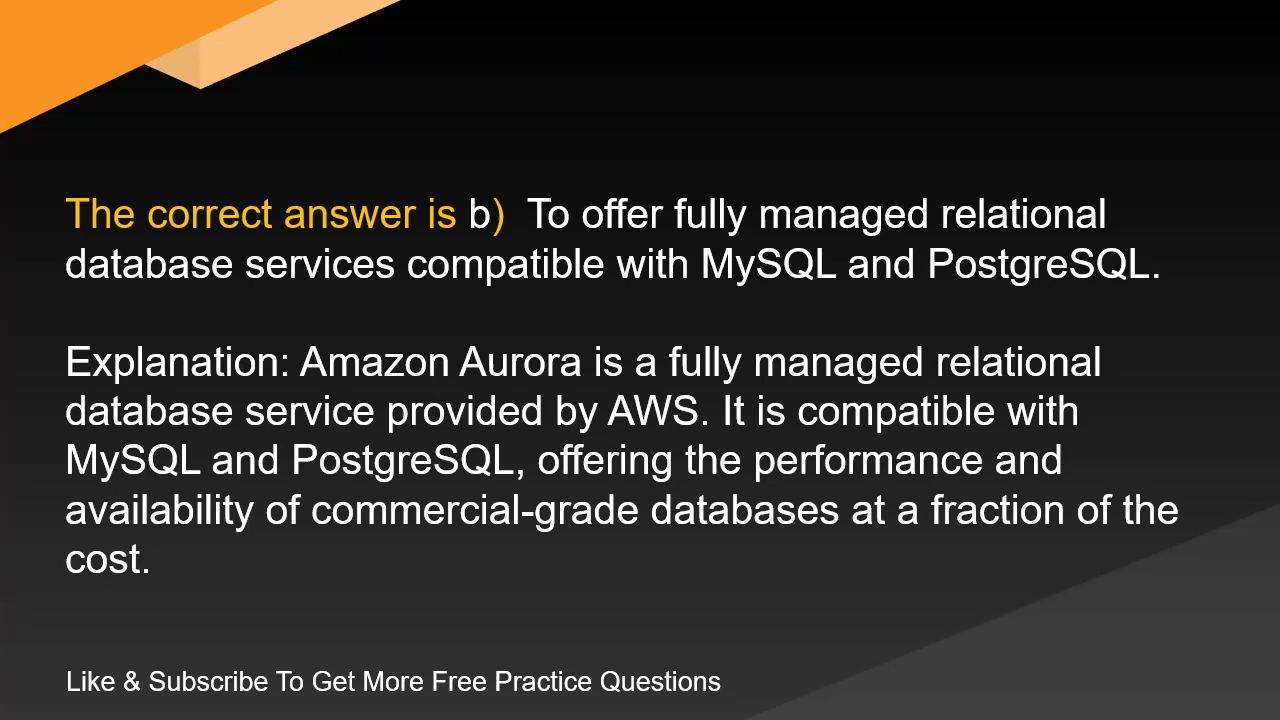 The correct answer is b)  To offer fully managed relational
database services compatible with MySQL and PostgreSQL.
Explanation: Amazon Aurora is a fully managed relational
database service provided by AWS. It is compatible with
MySQL and PostgreSQL, offering the performance and
availability of commercial-grade databases at a fraction of the
cost.
Like & Subscribe To Get More Free Practice Questions